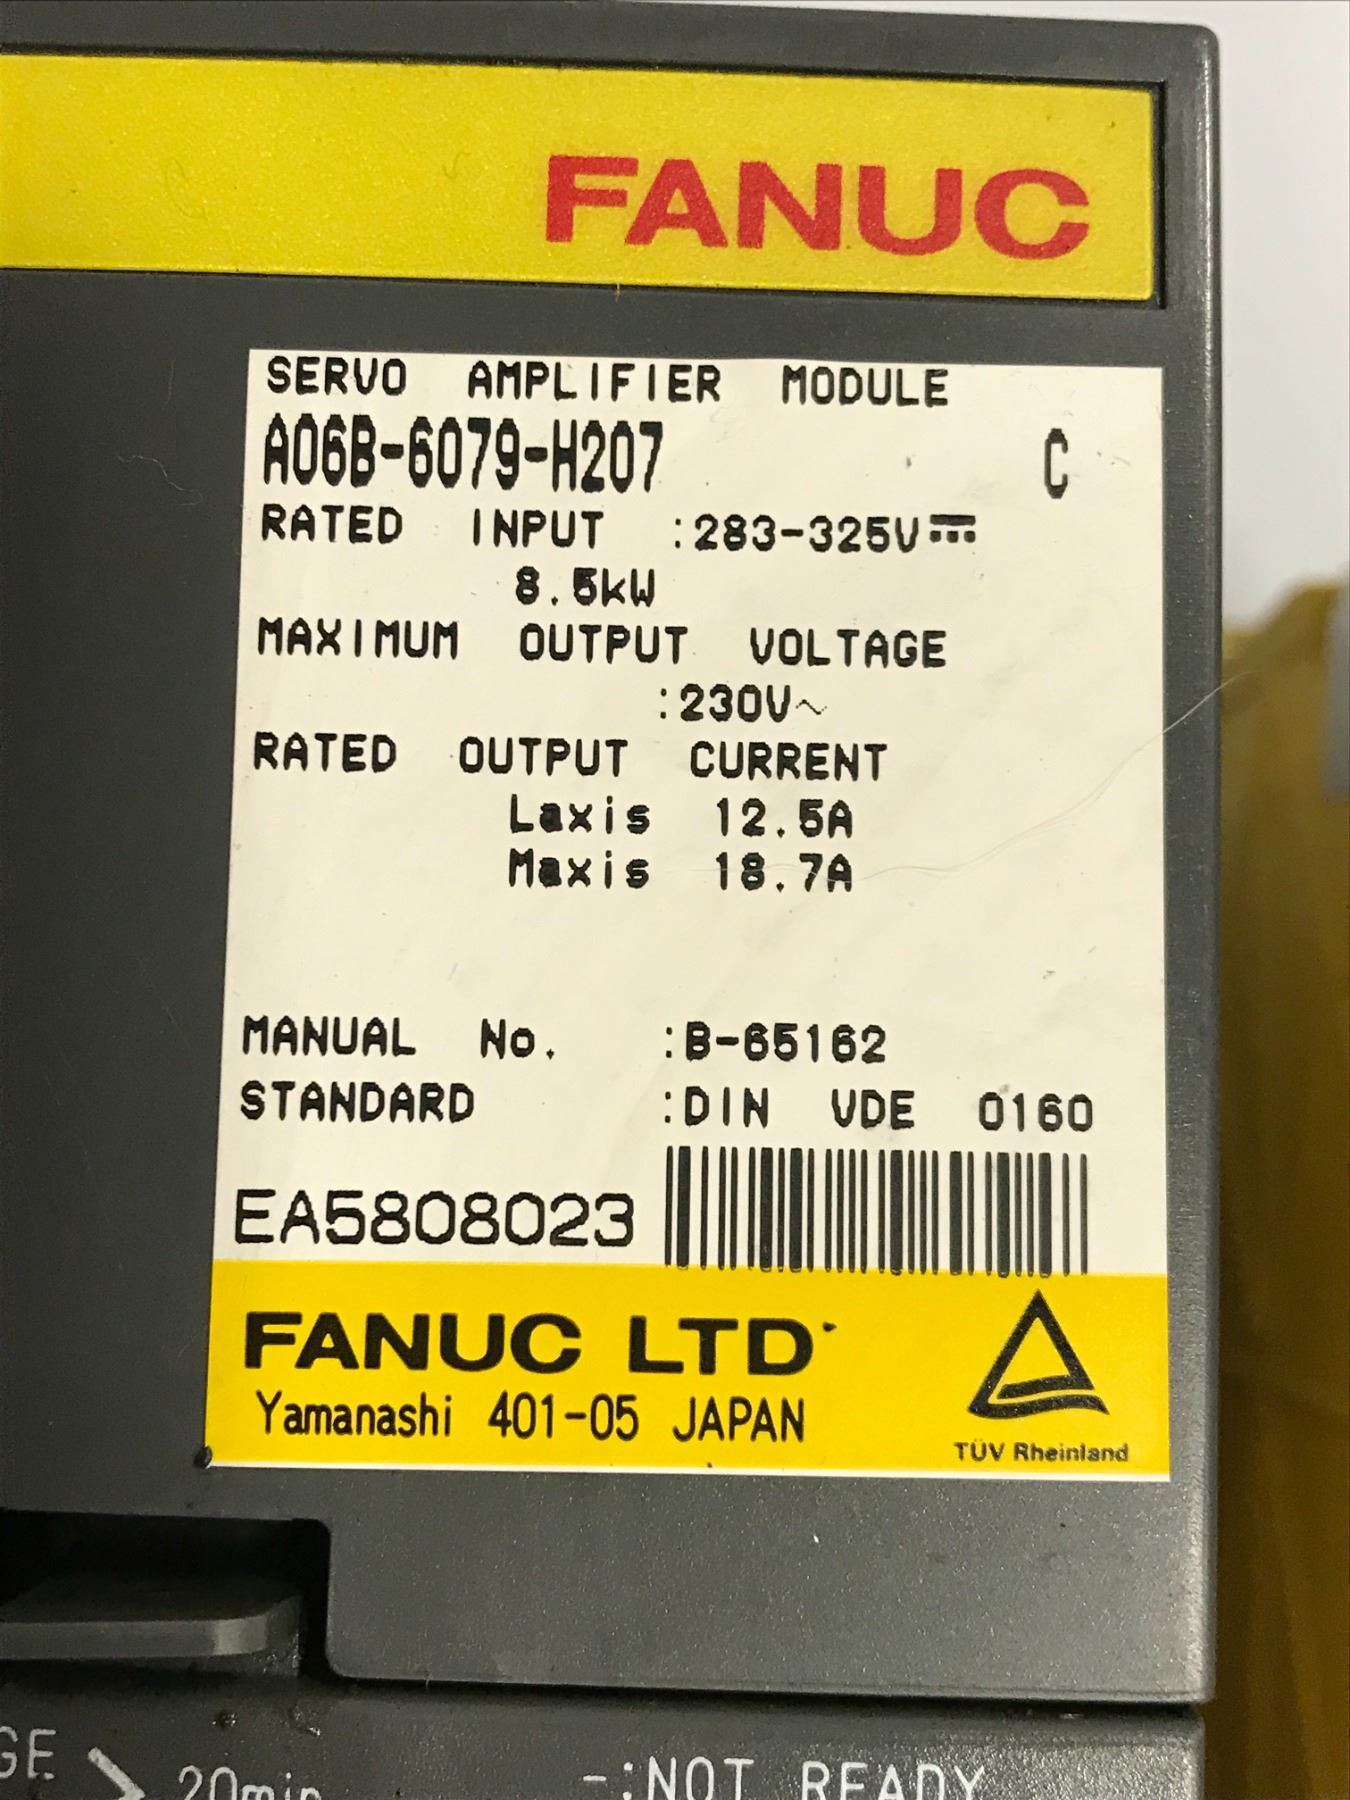 FANUC
SERVO AMPLIFIER MODULE
A06B-6079-H207 C
RATED INPUT :283-325V⎓
8.5kW
MAXIMUM OUTPUT VOLTAGE
:230V~
RATED OUTPUT CURRENT
Laxis 12.5A
Maxis 18.7A
MANUAL No. :B-65162
STANDARD :DIN VDE 0160
EA5808023
FANUC LTD
Yamanashi 401-05 JAPAN
TÜV Rheinland
20min
-:NOT READY